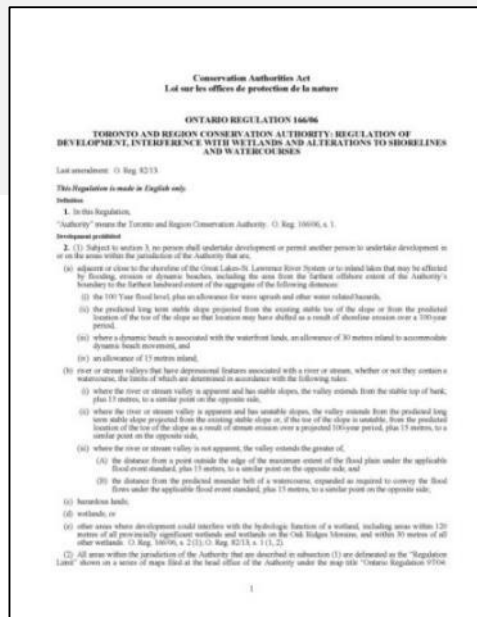 Conservation Authorities Act
Loi sur les offices de protection de la nature
ONTARIO REGULATION 166/06
TORONTO AND REGION CONSERVATION AUTHORITY: REGULATION OF
DEVELOPMENT, INTERFERENCE WITH WETLANDS AND ALTERATIONS TO SHORELINES
AND WATERCOURSES
Last amendment: O. Reg. 82/13.
This Regulation is made in English only.
Definition
1. In this Regulation,
"Authority" means the Toronto and Region Conservation Authority. O. Reg. 166/06, s. 1.
Development prohibited
2. (1) Subject to section 3, no person shall undertake development or permit another person to undertake development in
or on the areas within the jurisdiction of the Authority that are,
(a) adjacent or close to the shoreline of the Great Lakes-St. Lawrence River System or to inland lakes that may be affected
by flooding, erosion or dynamic beaches, including the area from the furthest offshore extent of the Authority's
boundary to the furthest landward extent of the aggregate of the following distances:
(i) the 100 Year flood level, plus an allowance for wave uprush and other water related hazards,
(ii) the predicted long term stable slope projected from the existing stable toe of the slope or from the predicted
location of the toe of the slope as that location may have shifted as a result of shoreline erosion over a 100-year
period,
(iii) where a dynamic beach is associated with the waterfront lands, an allowance of 30 metres inland to accommodate
dynamic beach movement, and
(iv) an allowance of 15 metres inland,
(b) river or stream valleys that have depressional features associated with a river or stream, whether or not they contain a
watercourse, the limits of which are determined in accordance with the following rules:
(i) where the river or stream valley is apparent and has stable slopes, the valley extends from the stable top of bank,
plus 15 metres, to a similar point on the opposite side,
(ii) where the river or stream valley is apparent and has unstable slopes, the valley extends from the predicted long
term stable slope projected from the existing stable slope or, if the toe of the slope is unstable, from the predicted
location of the toe of the slope as a result of stream erosion over a projected 100-year period, plus 15 metres, to a
similar point on the opposite side,
(iii) where the river or stream valley is not apparent, the valley extends the greater of,
(A) the distance from a point outside the edge of the maximum extent of the flood plain under the applicable
flood event standard, plus 15 metres, to a similar point on the opposite side, and
(B) the distance from the predicted meander belt of a watercourse, expanded as required to convey the flood
flows under the applicable flood event standard, plus 15 metres, to a similar point on the opposite side;
(c) hazardous lands;
(d) wetlands; or
(e) other areas where development could interfere with the hydrologic function of a wetland, including areas within 120
metres of all provincially significant wetlands and wetlands on the Oak Ridges Moraine, and within 30 metres of all
other wetlands. O. Reg. 166/06, s. 2 (1); O. Reg. 82/13, s. 1 (1, 2).
(2) All areas within the jurisdiction of the Authority that are described in subsection (1) are delineated as the "Regulation
Limit" shown on a series of maps filed at the head office of the Authority under the map title "Ontario Regulation 97/04:
1